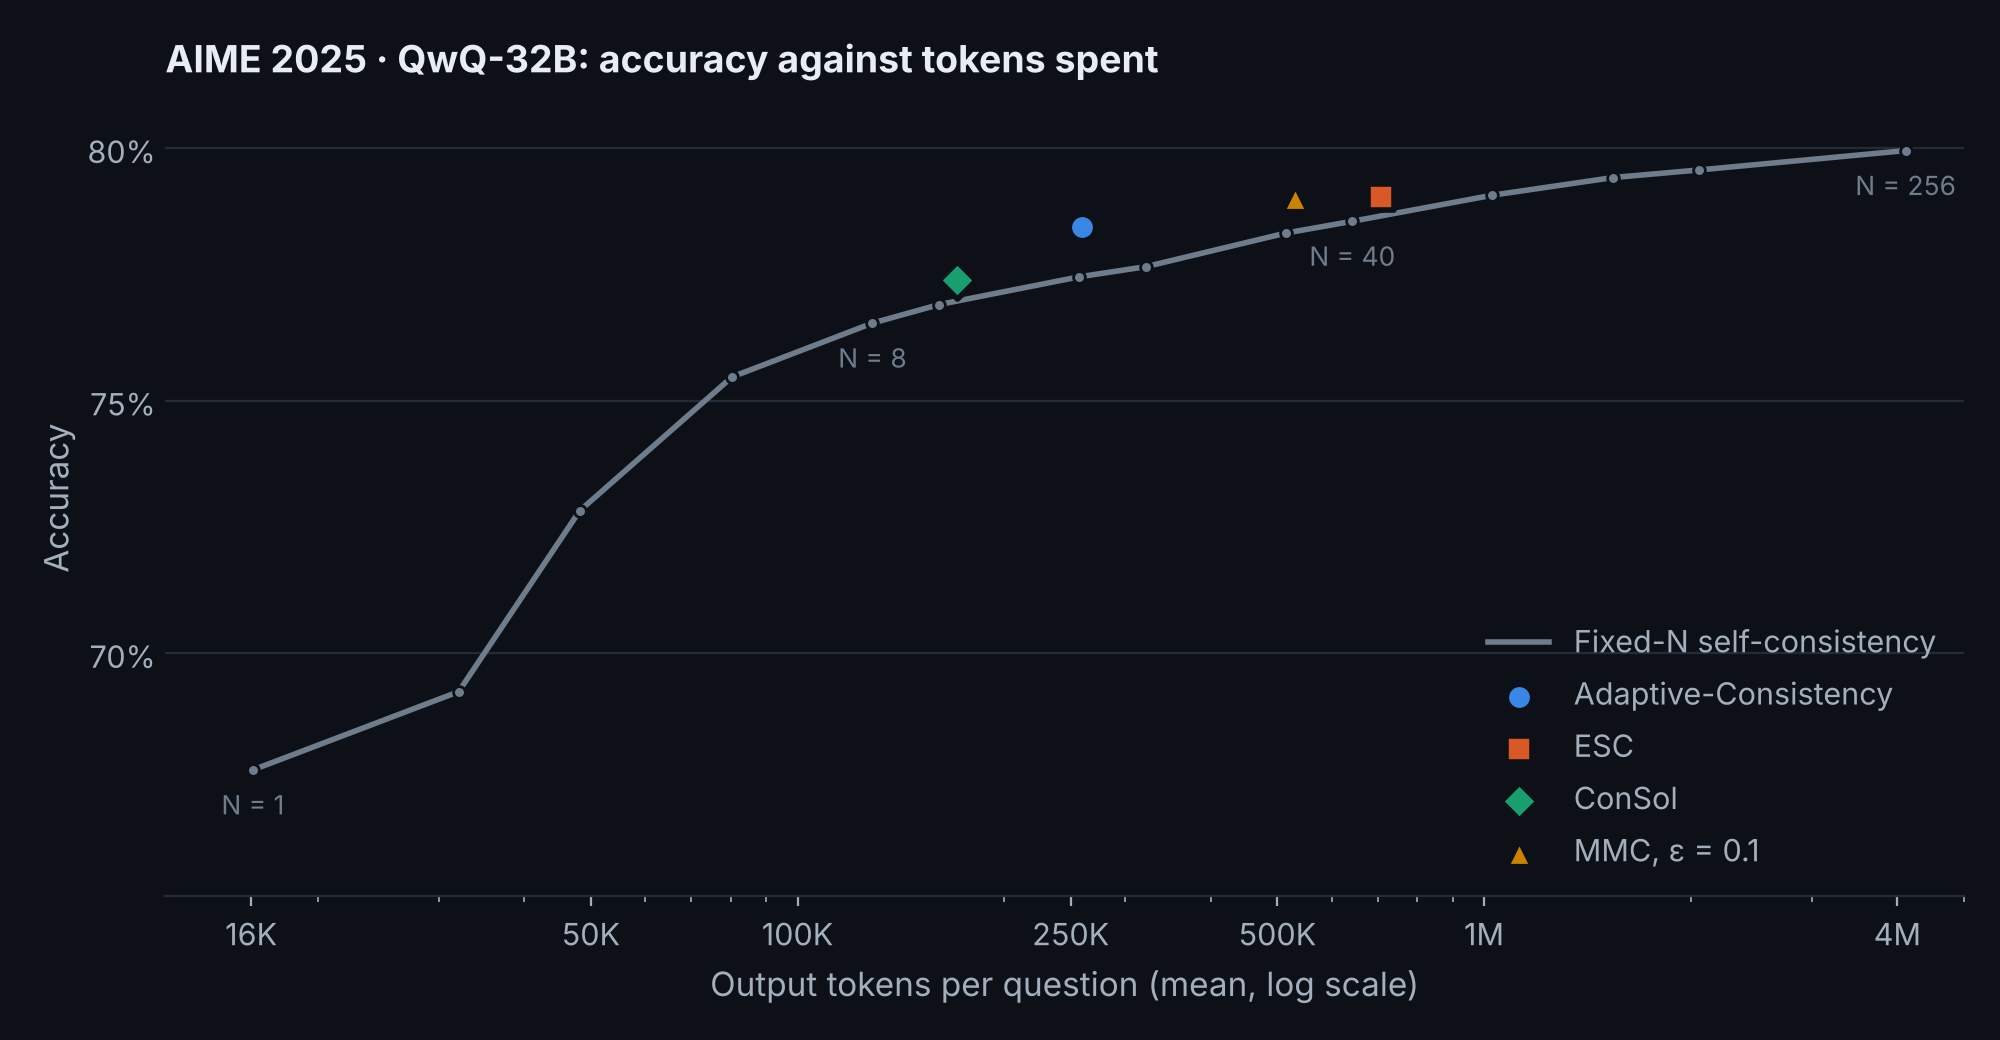 AIME 2025 · QwQ-32B: accuracy against tokens spent
80%
N = 256
N = 40
N = 8
75%
Accuracy
70%
Fixed-N self-consistency
Adaptive-Consistency
ESC
N = 1
ConSol
MMC, ε = 0.1
16K 50K 100K 250K 500K 1M 4M
Output tokens per question (mean, log scale)